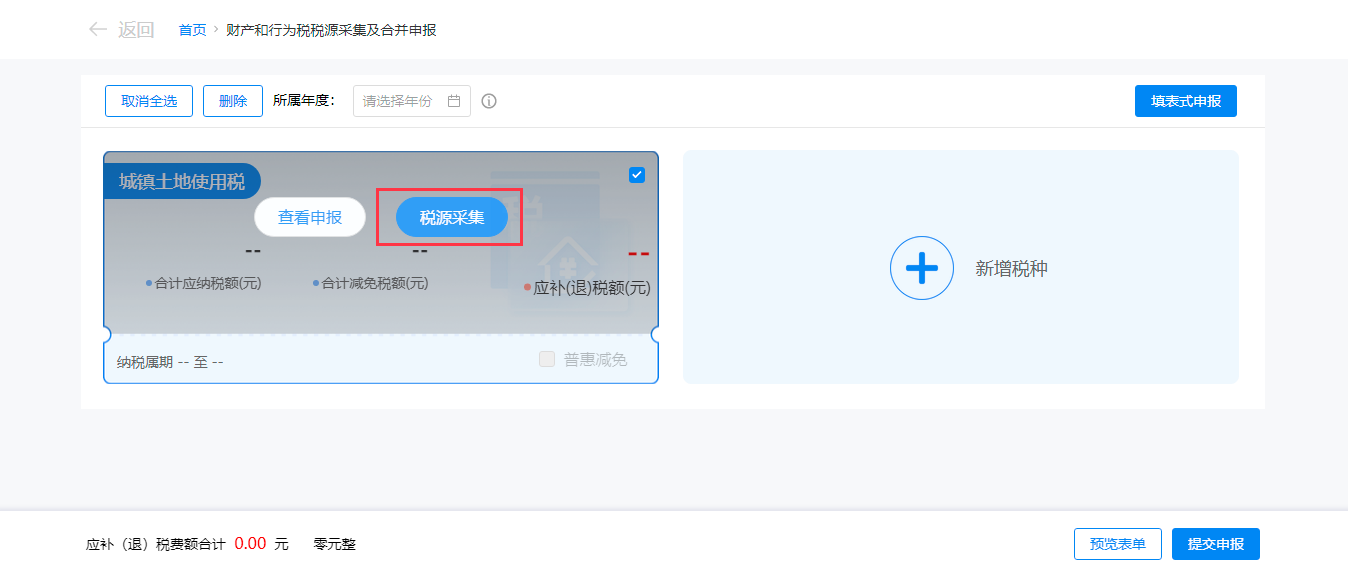 返回 首页 > 财产和行为税税源采集及合并申报
取消全选 删除 所属年度： 请选择年份 填表式申报
城镇土地使用税
查看申报 税源采集
-- -- --
合计应纳税额(元) 合计减免税额(元) 应补(退)税额(元)
新增税种
纳税属期 -- 至 -- 普惠减免
应补（退）税费额合计 0.00 元 零元整 预览表单 提交申报